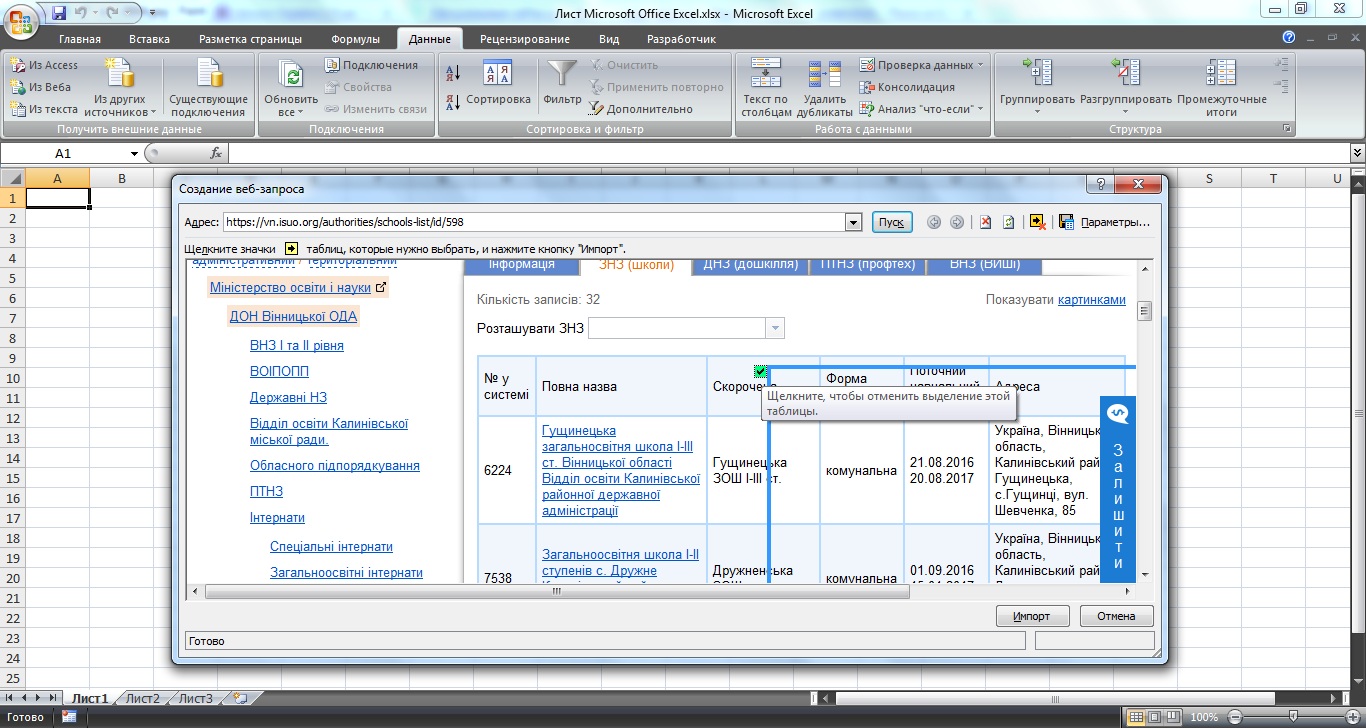 Лист Microsoft Office Excel.xlsx - Microsoft Excel
Главная Вставка Разметка страницы Формулы Данные Рецензирование Вид Разработчик
Из Access
Из Веба
Из текста
Из других источников
Существующие подключения
Получить внешние данные
Обновить все
Подключения
Свойства
Изменить связи
Подключения
Сортировка
Фильтр
Очистить
Применить повторно
Дополнительно
Сортировка и фильтр
Текст по столбцам
Удалить дубликаты
Проверка данных
Консолидация
Анализ "что-если"
Работа с данными
Группировать
Разгруппировать
Промежуточные итоги
Структура
A1
fx
A B S T U
1
2
3
4
5
6
7
8
9
10
11
12
13
14
15
16
17
18
19
20
21
22
23
24
25
Создание веб-запроса
Адрес: https://vn.isuo.org/authorities/schools-list/id/598 Пуск Параметры...
Щелкните значки таблиц, которые нужно выбрать, и нажмите кнопку "Импорт".
адміністративний / територіальний
Міністерство освіти і науки
ДОН Вінницької ОДА
ВНЗ І та ІІ рівня
ВОІПОПП
Державні НЗ
Відділ освіти Калинівської
міської ради.
Обласного підпорядкування
ПТНЗ
Інтернати
Спеціальні інтернати
Загальноосвітні інтернати
Інформація ЗНЗ (школи) ДНЗ (дошкілля) ПТНЗ (профтех) ВНЗ (ВИШі)
Кількість записів: 32 Показувати картинками
Розташувати ЗНЗ
№ у
системі
Повна назва
Скорочена
Форма
Поточний
навчальний
Адреса
Щелкните, чтобы отменить выделение этой
таблицы.
6224
Гущинецька
загальносвітня школа І-ІІІ
ст. Вінницької області
Відділ освіти Калинівської
районної державної
адміністрації
Гущинецька
ЗОШ І-ІІІ ст.
комунальна
21.08.2016
20.08.2017
Україна, Вінницьк
область,
Калинівський рай
Гущинецька,
с.Гущинці, вул.
Шевченка, 85
7538
Загальноосвітня школа І-ІІ
ступенів с. Дружне
Дружненська
комунальна
01.09.2016
Україна, Вінницьк
область,
Калинівський рай
Залишити
Импорт Отмена
Готово
Лист1 Лист2 Лист3
Готово 100%